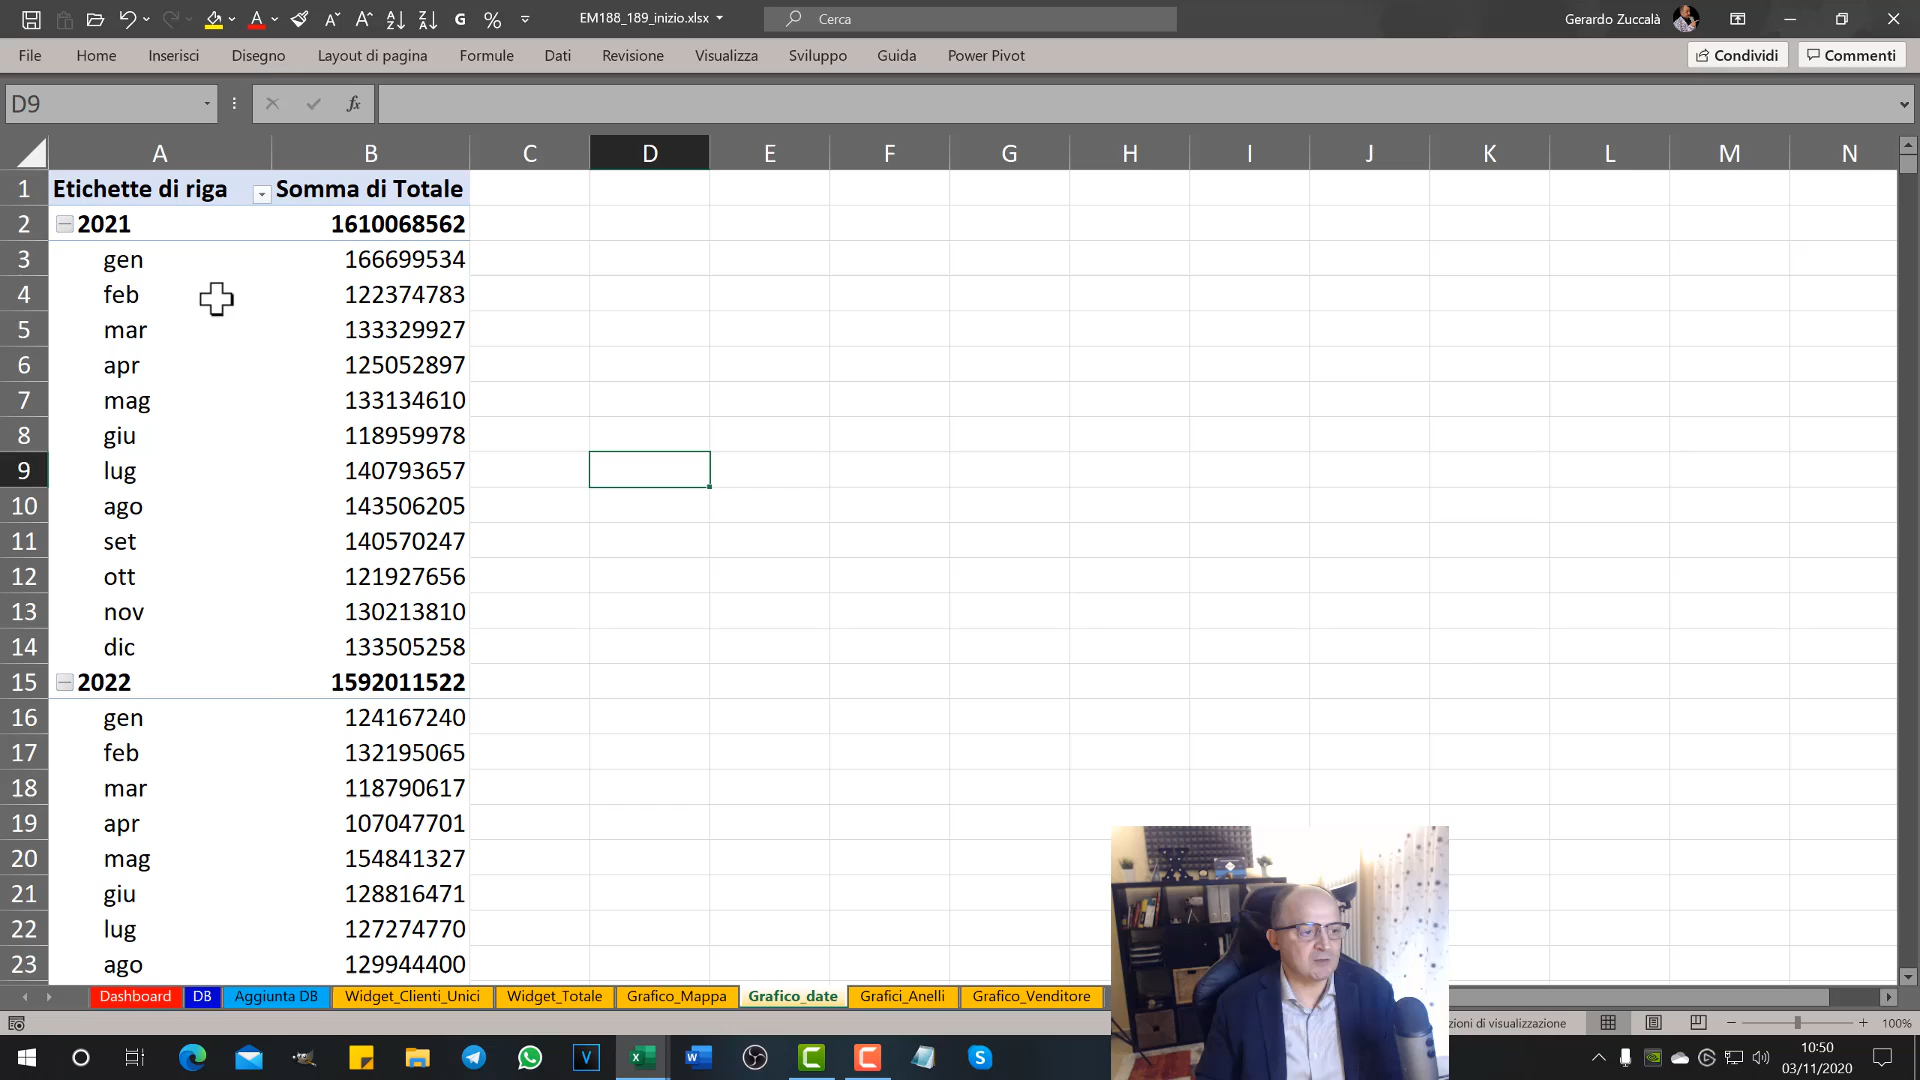 EM188_189_inizio.xlsx
Cerca
Gerardo Zuccalà
File Home Inserisci Disegno Layout di pagina Formule Dati Revisione Visualizza Sviluppo Guida Power Pivot
Condividi Commenti
D9
fx
A B C D E F G H I J K L M N
1 Etichette di riga Somma di Totale
2 2021 1610068562
3 gen 166699534
4 feb 122374783
5 mar 133329927
6 apr 125052897
7 mag 133134610
8 giu 118959978
9 lug 140793657
10 ago 143506205
11 set 140570247
12 ott 121927656
13 nov 130213810
14 dic 133505258
15 2022 1592011522
16 gen 124167240
17 feb 132195065
18 mar 118790617
19 apr 107047701
20 mag 154841327
21 giu 128816471
22 lug 127274770
23 ago 129944400
Dashboard DB Aggiunta DB Widget_Clienti_Unici Widget_Totale Grafico_Mappa Grafico_date Grafici_Anelli Grafico_Venditore
zioni di visualizzazione
100%
10:50
03/11/2020